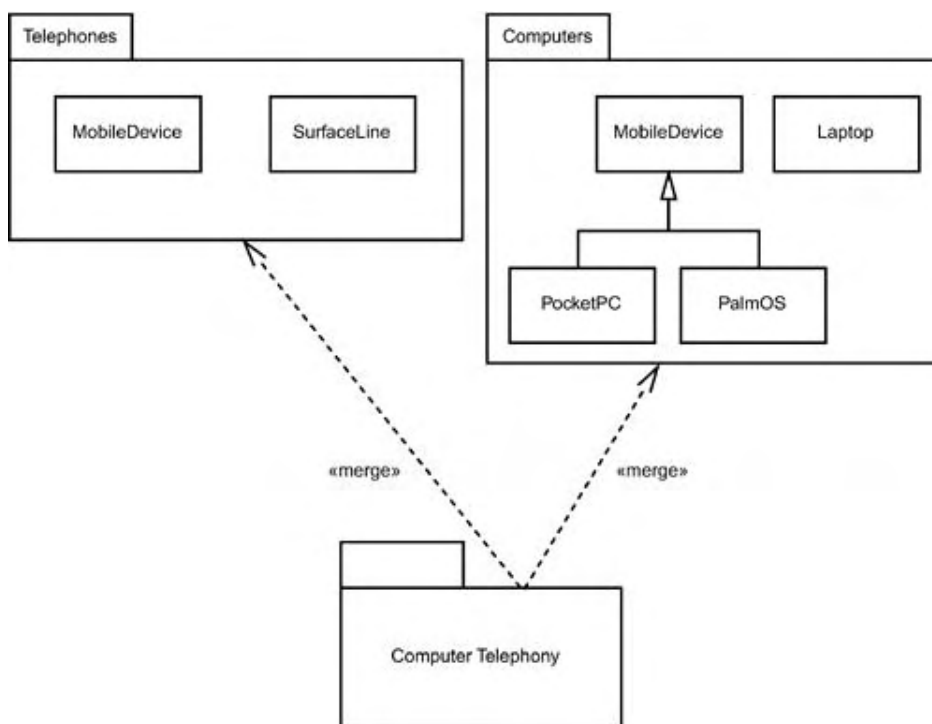 Telephones
Computers
MobileDevice
SurfaceLine
MobileDevice
Laptop
PocketPC
PalmOS
«merge»
«merge»
Computer Telephony